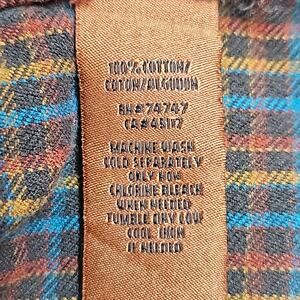 100% COTTON/
COTON/ALGODON
RN#74747
CA#45117
MACHINE WASH
COLD SEPARATELY
ONLY NON
CHLORINE BLEACH
WHEN NEEDED
TUMBLE DRY LOW
COOL IRON
IF NEEDED